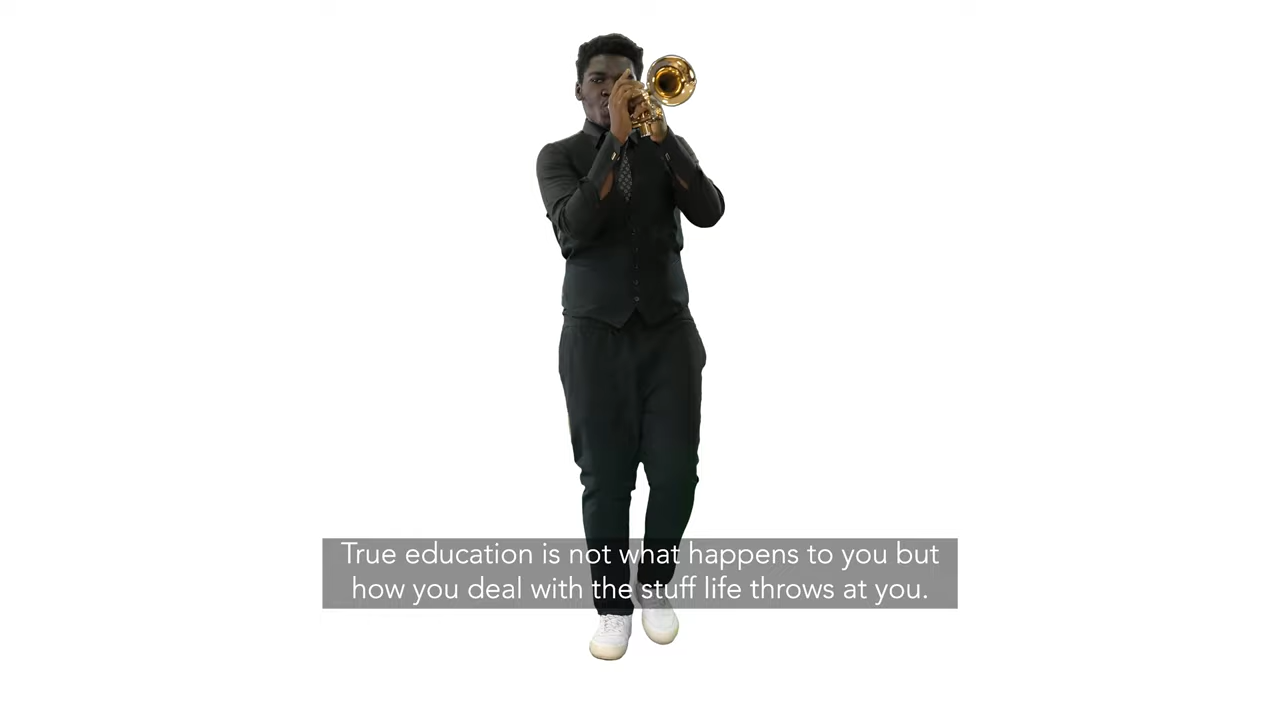 True education is not what happens to you but
how you deal with the stuff life throws at you.